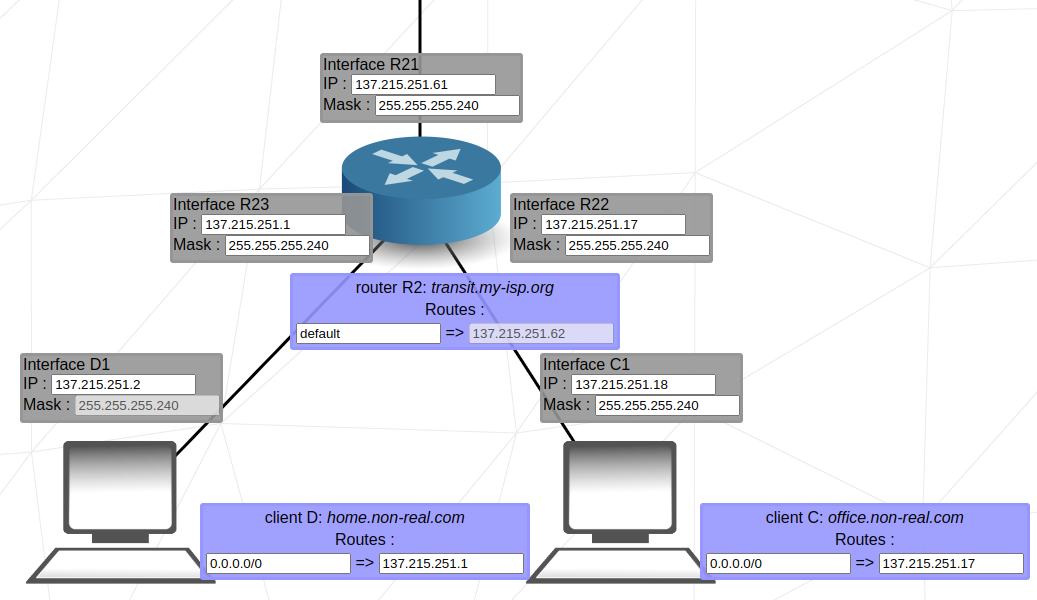 Interface R21
IP : 137.215.251.61
Mask : 255.255.255.240
Interface R23
IP : 137.215.251.1
Mask : 255.255.255.240
Interface R22
IP : 137.215.251.17
Mask : 255.255.255.240
router R2: transit.my-isp.org
Routes :
default => 137.215.251.62
Interface D1
IP : 137.215.251.2
Mask : 255.255.255.240
Interface C1
IP : 137.215.251.18
Mask : 255.255.255.240
client D: home.non-real.com
Routes :
0.0.0.0/0 => 137.215.251.1
client C: office.non-real.com
Routes :
0.0.0.0/0 => 137.215.251.17